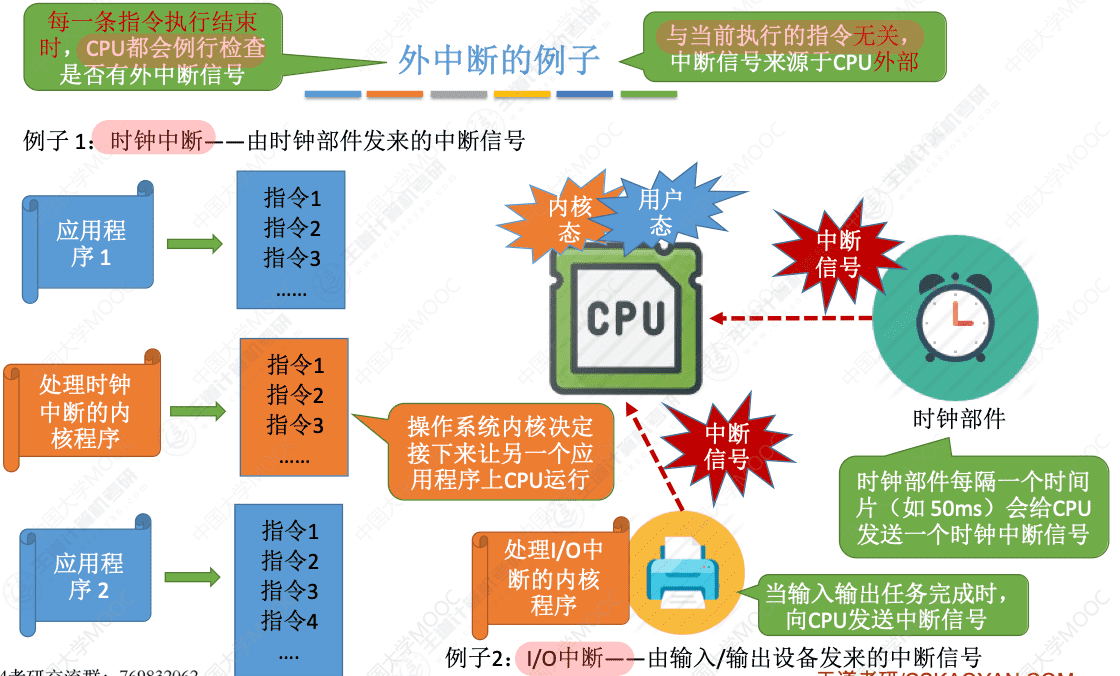 每一条指令执行结束
时，CPU都会例行检查
是否有外中断信号
外中断的例子
与当前执行的指令无关，
中断信号来源于CPU外部
例子 1：时钟中断——由时钟部件发来的中断信号
应用程
序 1
指令1
指令2
指令3
……
内核
态
用户
态
CPU
中断
信号
时钟部件
处理时钟
中断的内
核程序
指令1
指令2
指令3
……
操作系统内核决定
接下来让另一个应
用程序上CPU运行
中断
信号
时钟部件每隔一个时间
片（如 50ms）会给CPU
发送一个时钟中断信号
应用程
序 2
指令1
指令2
指令3
指令4
….
处理I/O中
断的内核
程序
当输入输出任务完成时，
向CPU发送中断信号
例子2：I/O中断——由输入/输出设备发来的中断信号
王道考研/CSKAOYAN.COM
中国大学MOOC
王道计算机考研